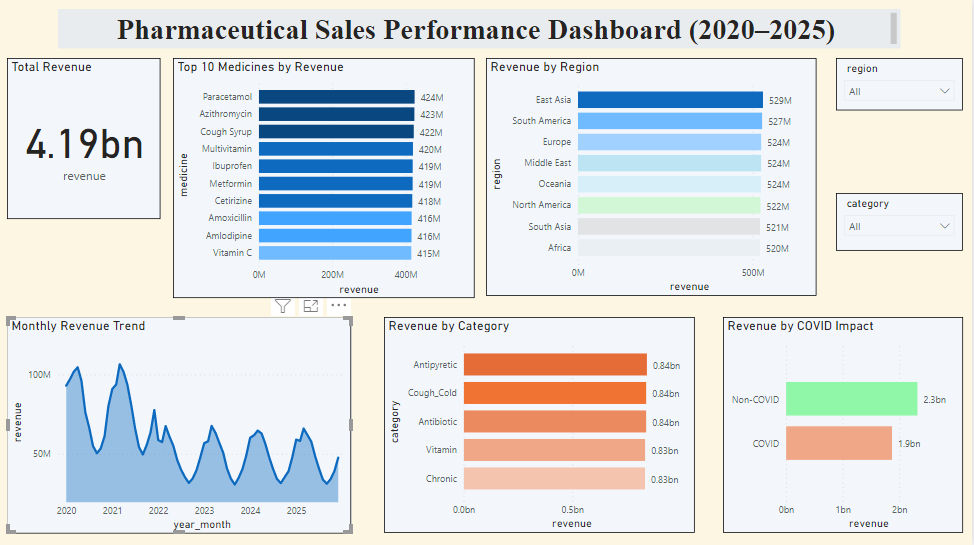 Pharmaceutical Sales Performance Dashboard (2020–2025)
Total Revenue
4.19bn
revenue
Top 10 Medicines by Revenue
medicine
Paracetamol 424M
Azithromycin 423M
Cough Syrup 422M
Multivitamin 420M
Ibuprofen 419M
Metformin 419M
Cetirizine 418M
Amoxicillin 416M
Amlodipine 416M
Vitamin C 415M
0M 200M 400M
revenue
Revenue by Region
region
East Asia 529M
South America 527M
Europe 524M
Middle East 524M
Oceania 524M
North America 522M
South Asia 521M
Africa 520M
0M 500M
revenue
region
All
category
All
Monthly Revenue Trend
revenue
100M
50M
2020 2021 2022 2023 2024 2025
year_month
Revenue by Category
category
Antipyretic 0.84bn
Cough_Cold 0.84bn
Antibiotic 0.84bn
Vitamin 0.83bn
Chronic 0.83bn
0.0bn 0.5bn
revenue
Revenue by COVID Impact
Non-COVID 2.3bn
COVID 1.9bn
0bn 1bn 2bn
revenue